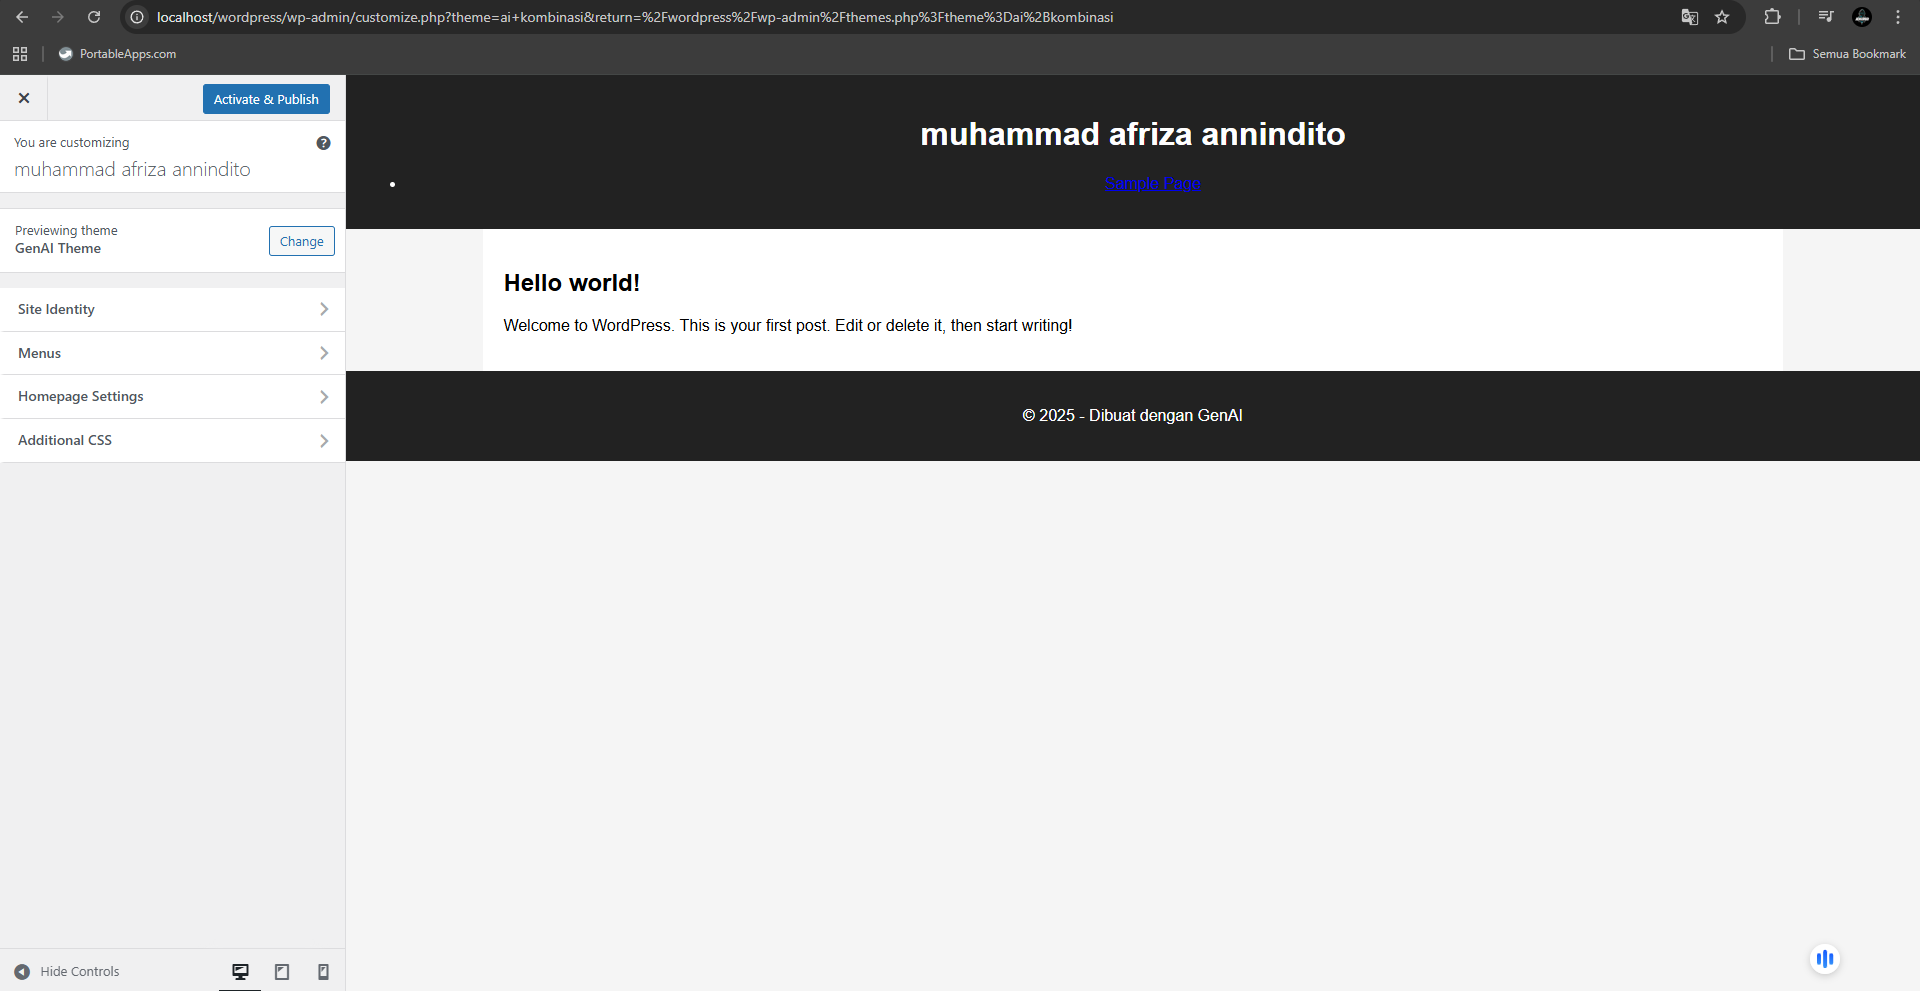 localhost/wordpress/wp-admin/customize.php?theme=ai+kombinasi&return=%2Fwordpress%2Fwp-admin%2Fthemes.php%3Ftheme%3Dai%2Bkombinasi
PortableApps.com
Semua Bookmark
Activate & Publish
You are customizing
muhammad afriza annindito
Previewing theme
GenAI Theme
Change
Site Identity
Menus
Homepage Settings
Additional CSS
Hide Controls
muhammad afriza annindito
Sample Page
Hello world!
Welcome to WordPress. This is your first post. Edit or delete it, then start writing!
© 2025 - Dibuat dengan GenAI